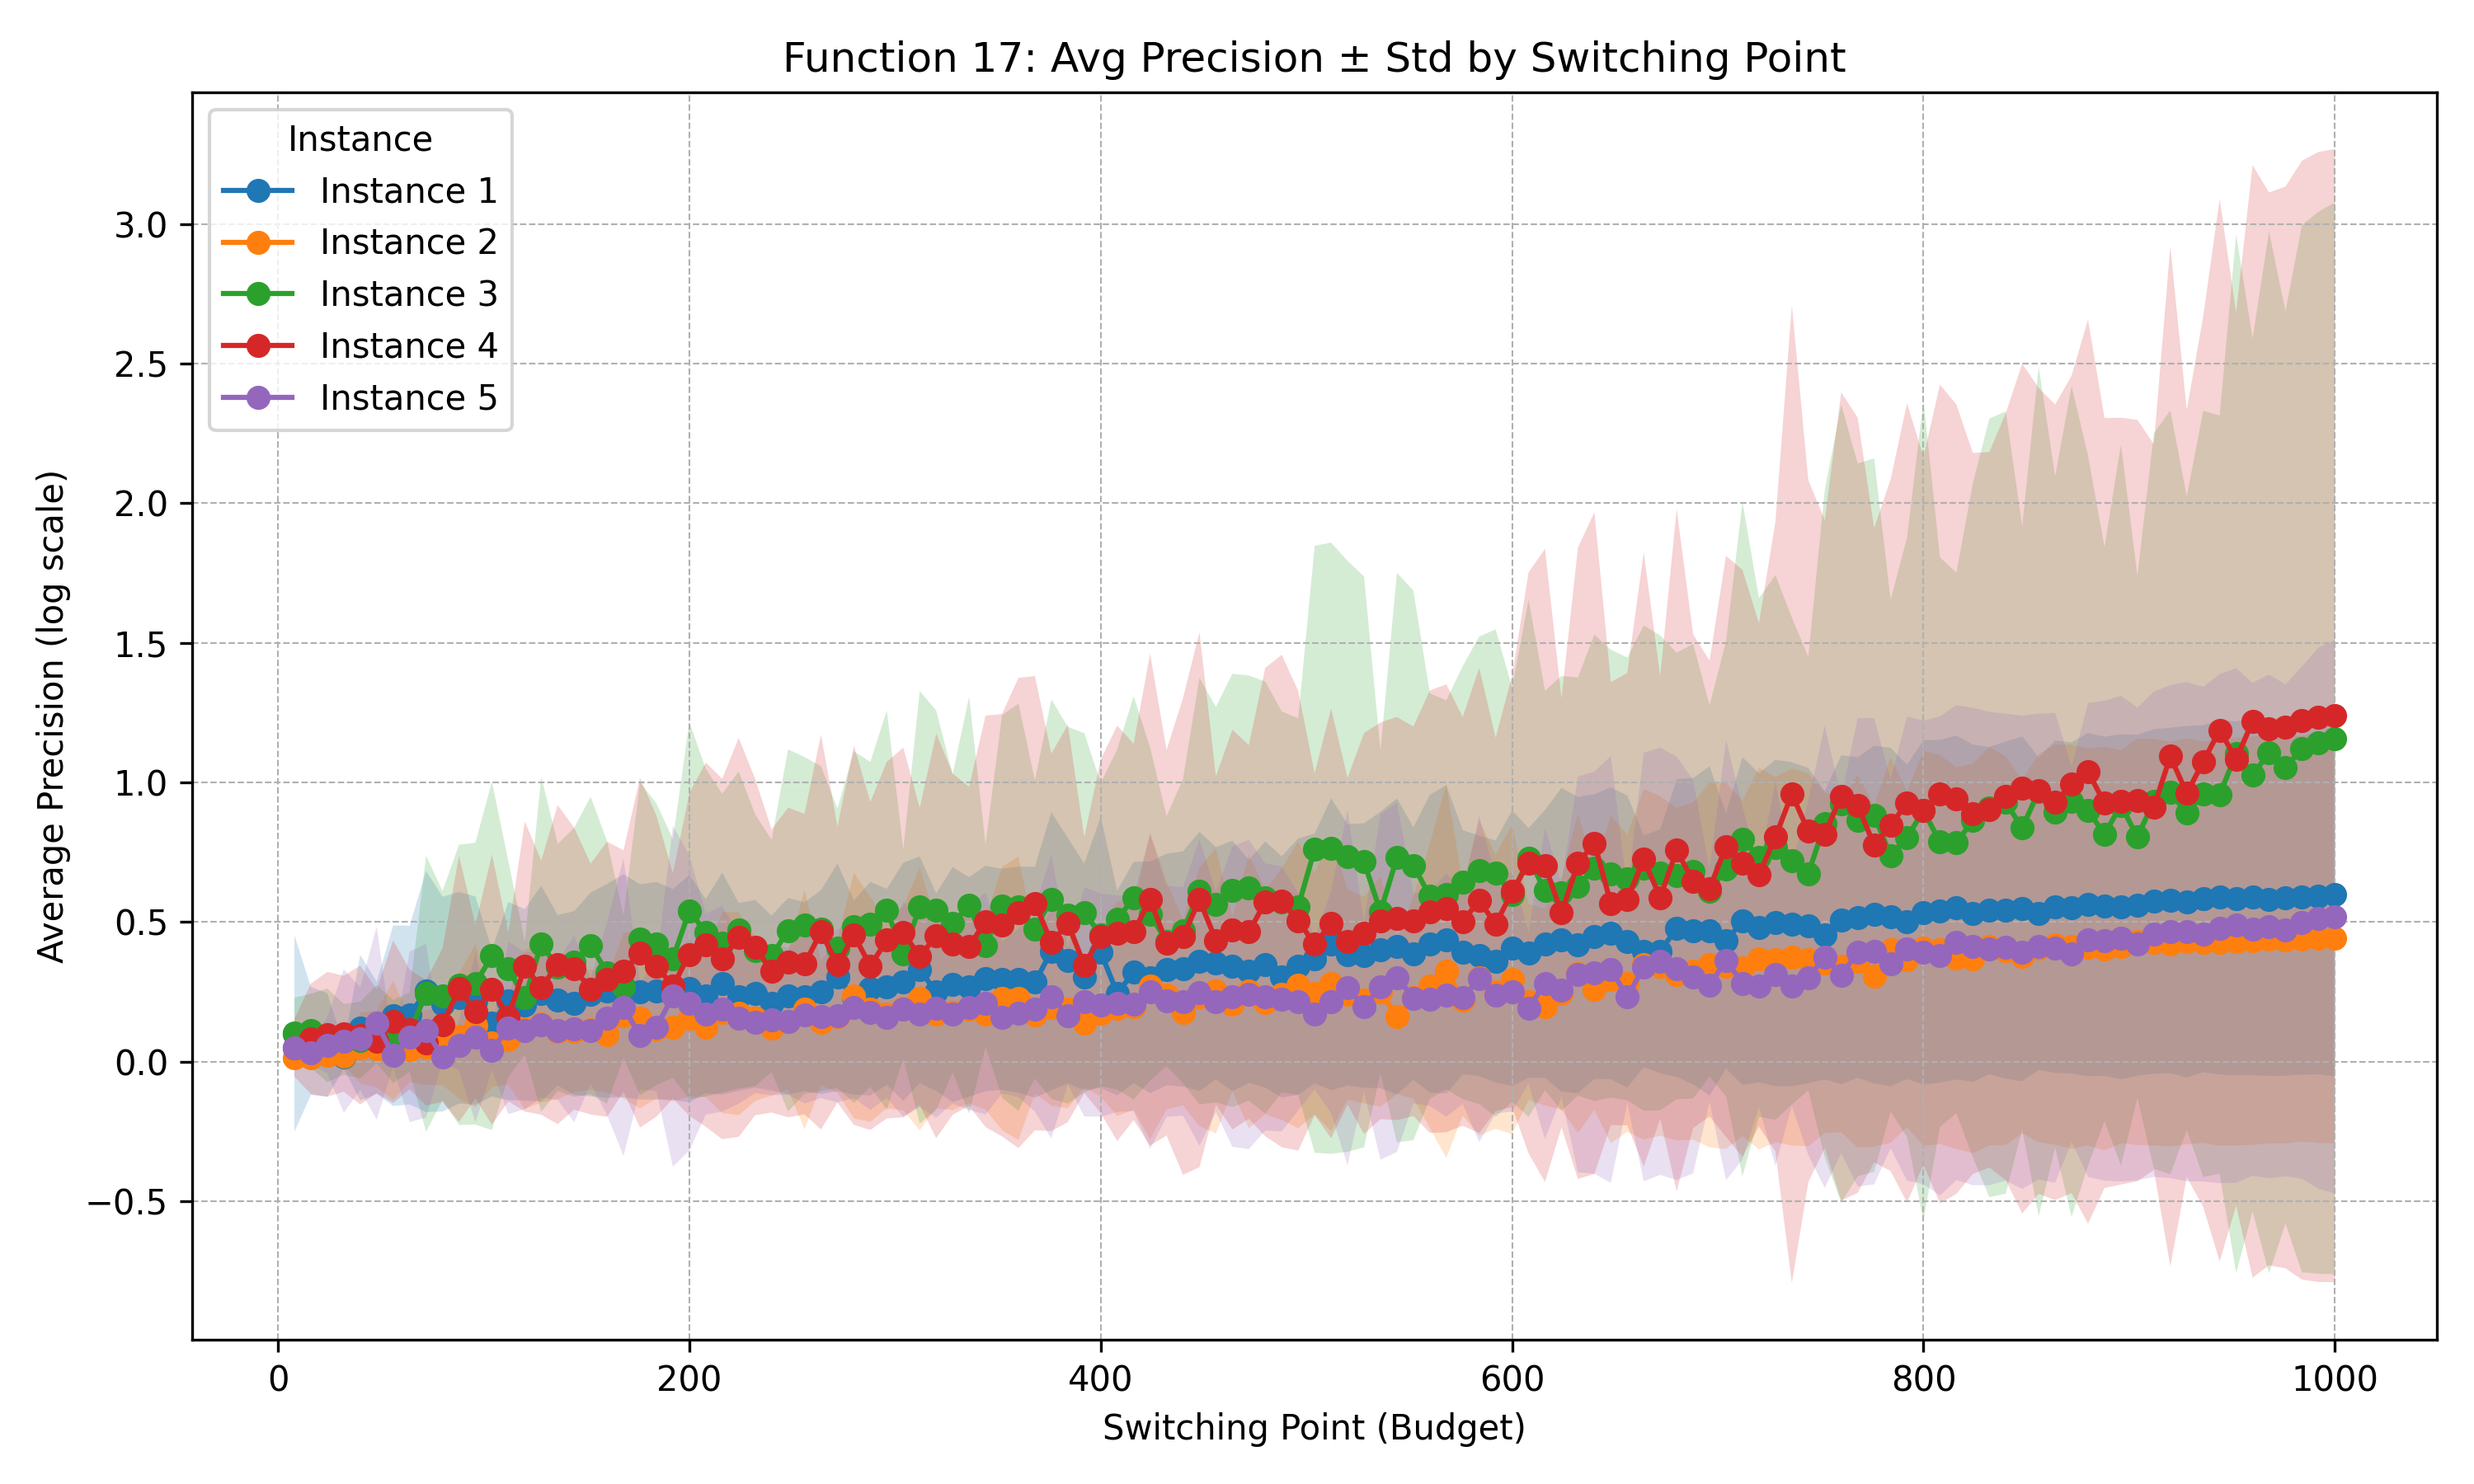 Function 17: Avg Precision ± Std by Switching Point
Instance
Instance 1
Instance 2
Instance 3
Instance 4
Instance 5
Average Precision (log scale)
3.0
2.5
2.0
1.5
1.0
0.5
0.0
−0.5
0 200 400 600 800 1000
Switching Point (Budget)